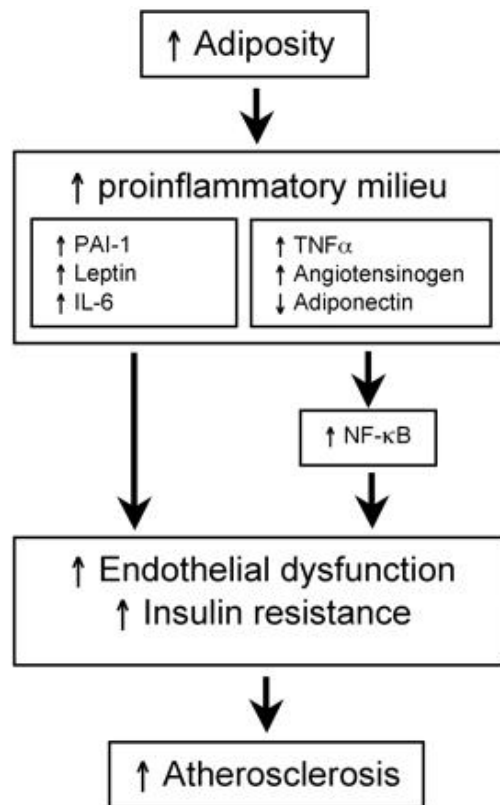 ↑ Adiposity
↑ proinflammatory milieu
↑ PAI-1
↑ Leptin
↑ IL-6
↑ TNFα
↑ Angiotensinogen
↓ Adiponectin
↑ NF-κB
↑ Endothelial dysfunction
↑ Insulin resistance
↑ Atherosclerosis